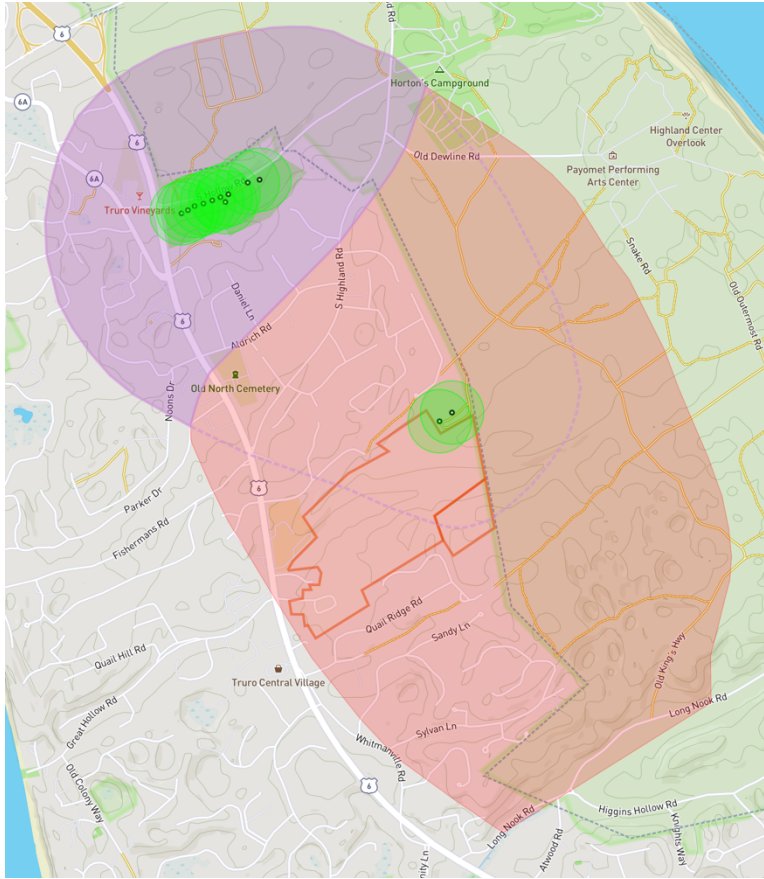 6
nd Rd
Horton's Campground
6A
6
Highland Center
Overlook
Old Dewline Rd
Payomet Performing
Arts Center
6A
Truro Vineyards
Snake Rd
S Highland Rd
Old Outermost Rd
Daniel Ln
6
Aldrich Rd
Old North Cemetery
Noons Dr
6
Parker Dr
Fishermans Rd
Quail Ridge Rd
Sandy Ln
Quail Hill Rd
Truro Central Village
Old King's Hwy
Great Hollow Rd
Long Nook Rd
Sylvan Ln
Whitmanville Rd
Old Colony Way
6
Higgins Hollow Rd
Long Nook Rd
Atwood Rd
Knights Way
nity Ln